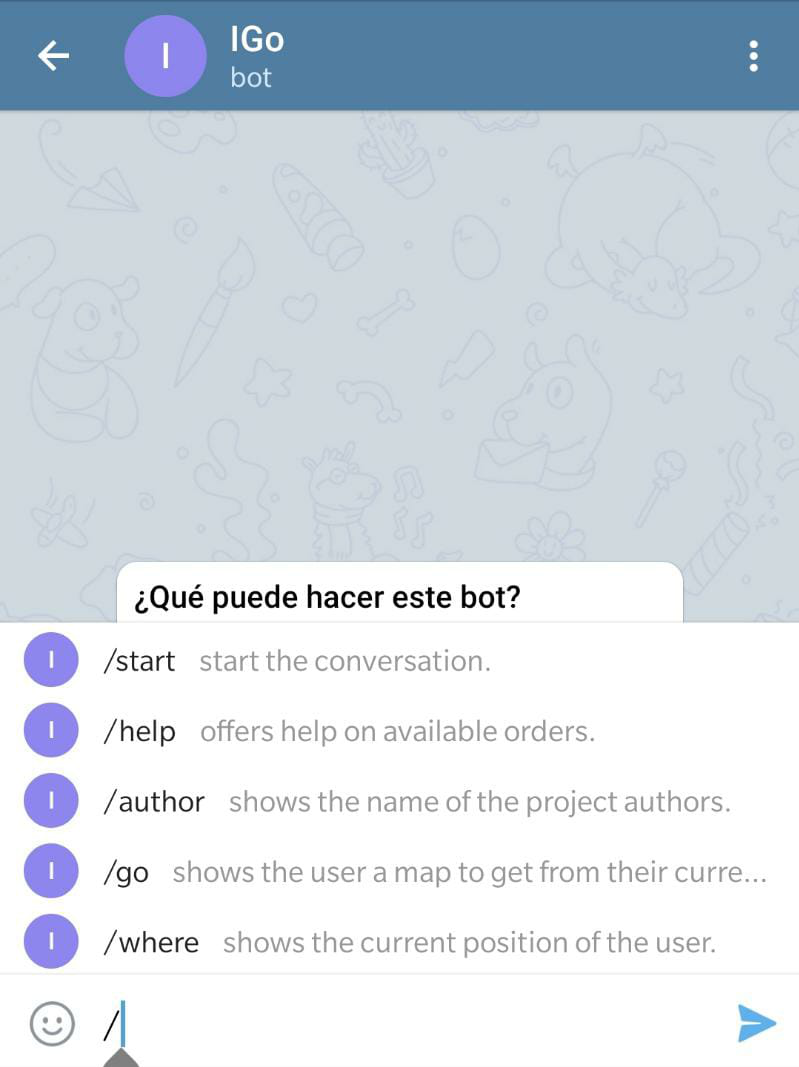 IGo
I
bot
¿Qué puede hacer este bot?
I /start start the conversation.
I /help offers help on available orders.
I /author shows the name of the project authors.
I /go shows the user a map to get from their curre...
I /where shows the current position of the user.
/